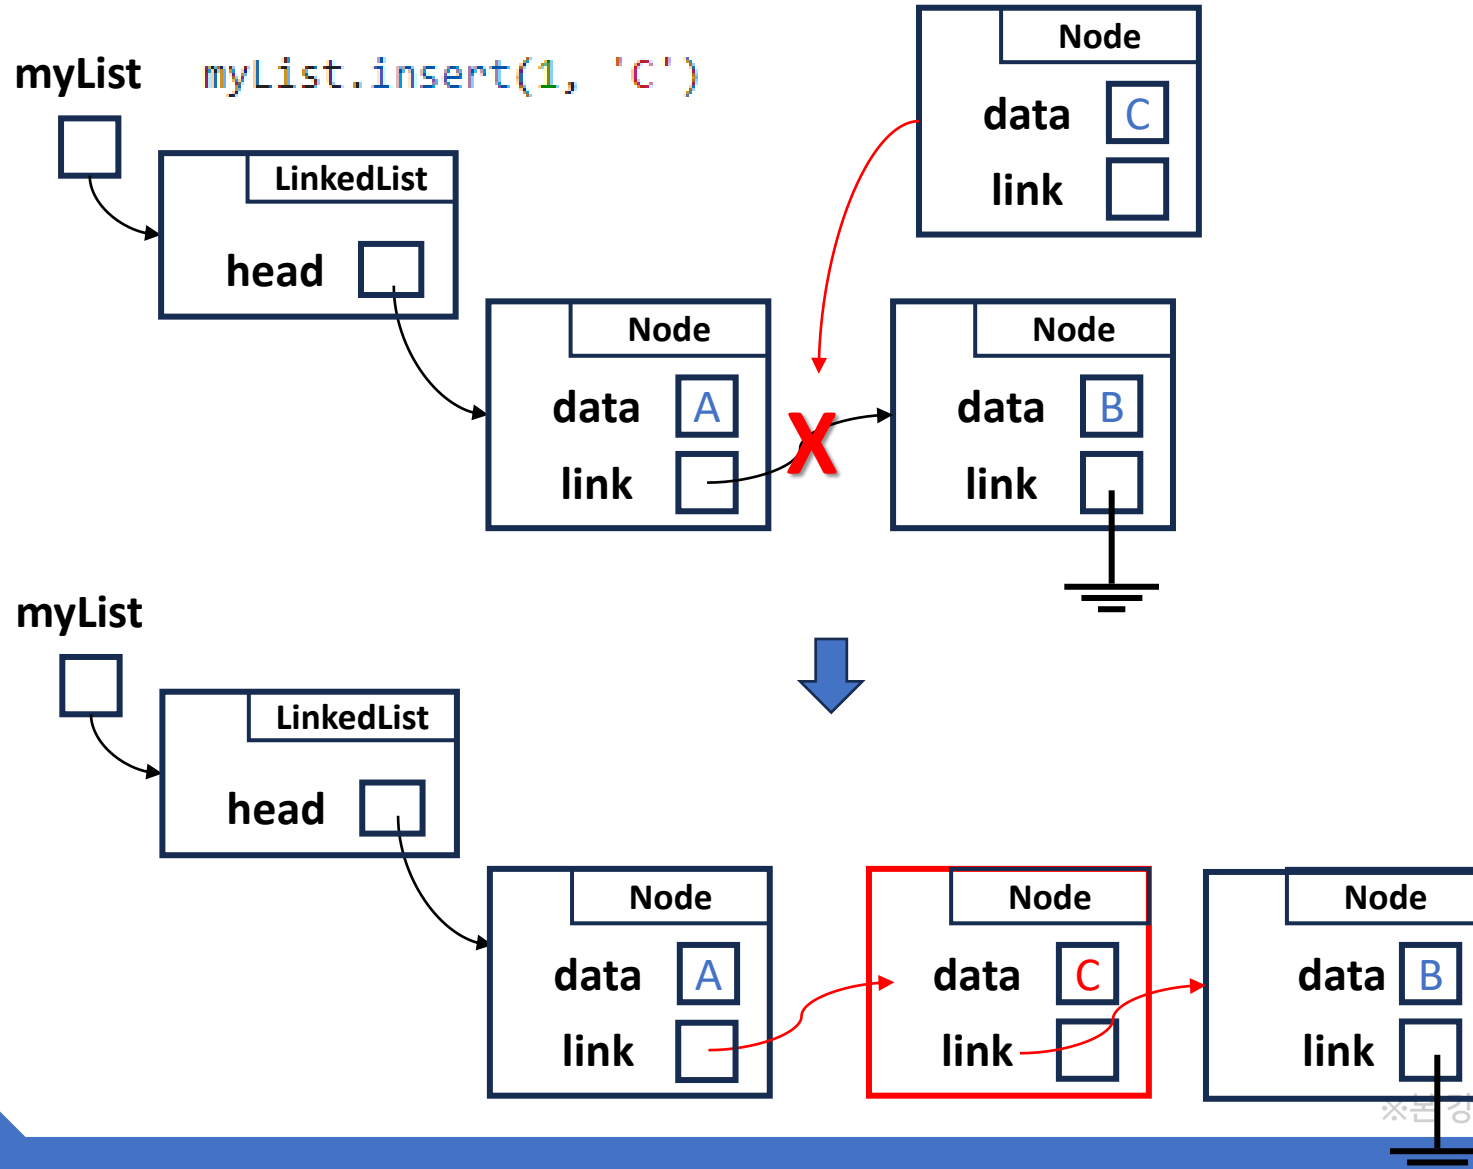 myList myList.insert(1, 'C')
Node
data C
link
LinkedList
head
Node
data A
link
Node
data B
link
X
myList
LinkedList
head
Node
data A
link
Node
data C
link
Node
data B
link
※본